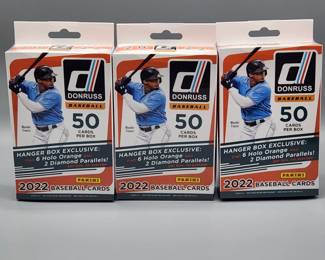 DONRUSS
BASEBALL
50
CARDS
PER BOX
HANGER BOX EXCLUSIVE:
6 Holo Orange
2 Diamond Parallels!
PANINI
2022 BASEBALL CARDS
DONRUSS
BASEBALL
50
CARDS
PER BOX
HANGER BOX EXCLUSIVE:
6 Holo Orange
2 Diamond Parallels!
PANINI
2022 BASEBALL CARDS
DONRUSS
BASEBALL
50
CARDS
PER BOX
HANGER BOX EXCLUSIVE:
6 Holo Orange
2 Diamond Parallels!
PANINI
2022 BASEBALL CARDS